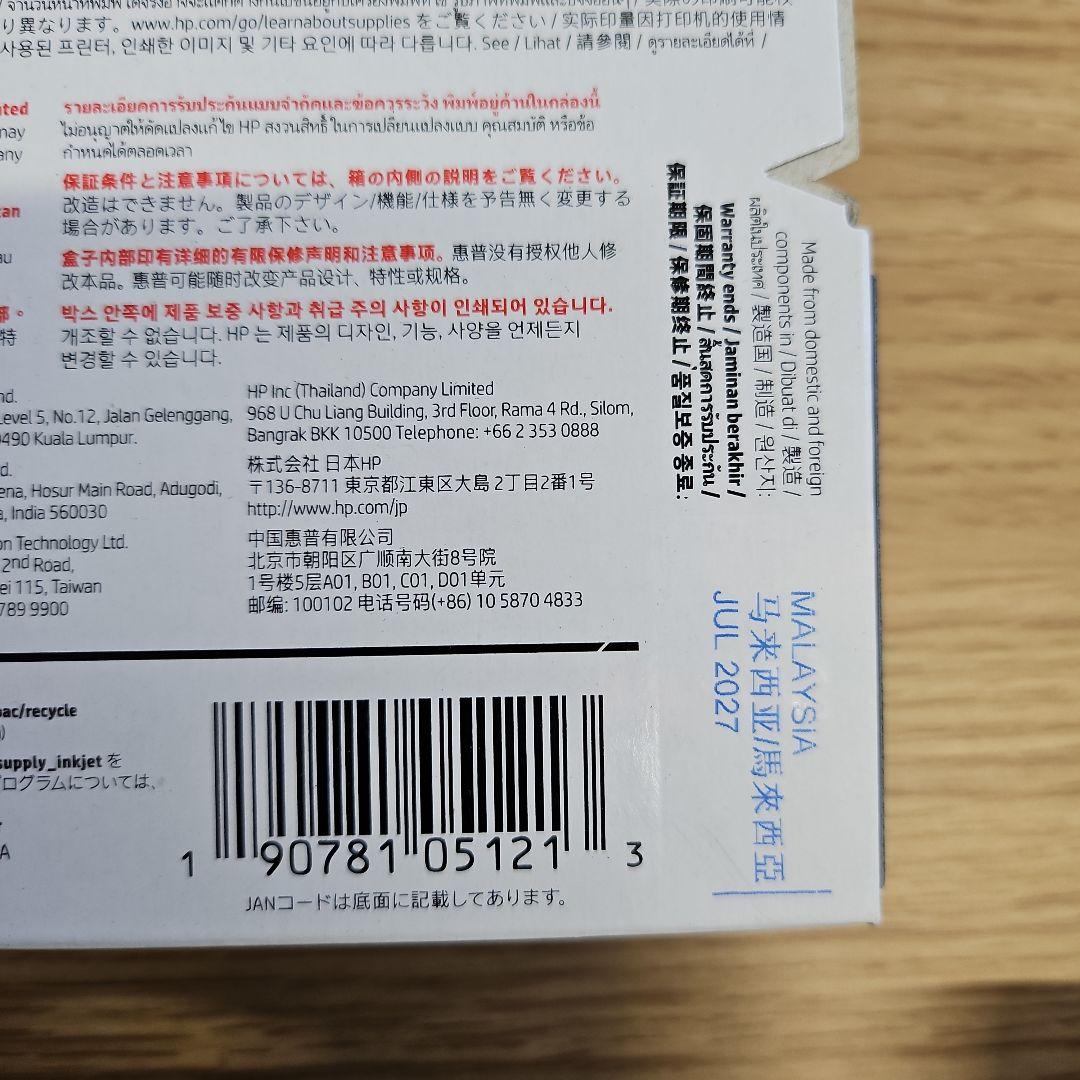 り異なります。www.hp.com/go/learnaboutsupplies をご覧ください / 实际印量因打印机的使用情
사용된 프린터, 인쇄한 이미지 및 기타 요인에 따라 다릅니다. See / Lihat / 請參閱 / ดูรายละเอียดได้ที่ /
รายละเอียดการรับประกันแบบจำกัดและข้อควรระวัง พิมพ์อยู่ด้านในกล่องนี้
ไม่อนุญาตให้ดัดแปลงแก้ไข HP สงวนสิทธิ์ ในการเปลี่ยนแปลงแบบ คุณสมบัติ หรือข้อ
กำหนดได้ตลอดเวลา
保証条件と注意事項については、箱の内側の説明をご覧ください。
改造はできません。製品のデザイン/機能/仕様を予告無く変更する
場合があります。ご了承下さい。
盒子内部印有详细的有限保修声明和注意事项。惠普没有授权他人修
改本品。惠普可能随时改变产品设计、特性或规格。
박스 안쪽에 제품 보증 사항과 취급 주의 사항이 인쇄되어 있습니다.
개조할 수 없습니다. HP 는 제품의 디자인, 기능, 사양을 언제든지
변경할 수 있습니다.
Level 5, No.12, Jalan Gelenggang,
0490 Kuala Lumpur.
ena, Hosur Main Road, Adugodi,
a, India 560030
on Technology Ltd.
2nd Road,
ei 115, Taiwan
789 9900
HP Inc (Thailand) Company Limited
968 U Chu Liang Building, 3rd Floor, Rama 4 Rd., Silom,
Bangrak BKK 10500 Telephone: +66 2 353 0888
株式会社 日本HP
〒136-8711 東京都江東区大島 2丁目2番1号
http://www.hp.com/jp
中国惠普有限公司
北京市朝阳区广顺南大街8号院
1号楼5层A01, B01, C01, D01单元
邮编: 100102 电话号码(+86) 10 5870 4833
Made from domestic and foreign
components in / Dibuat di / 製造 /
ผลิตในประเทศ / 製造国 / 制造 / 원산지:
Warranty ends / Jaminan berakhir /
保固期間終止 / สิ้นสุดการรับประกัน /
保証期限 / 保修期终止 / 품질보증 종료:
MALAYSIA
马来西亚/馬來西亞
JUL 2027
pac/recycle
supply_inkjet を
プログラムについては、
1 90781 05121 3
JANコードは底面に記載してあります。